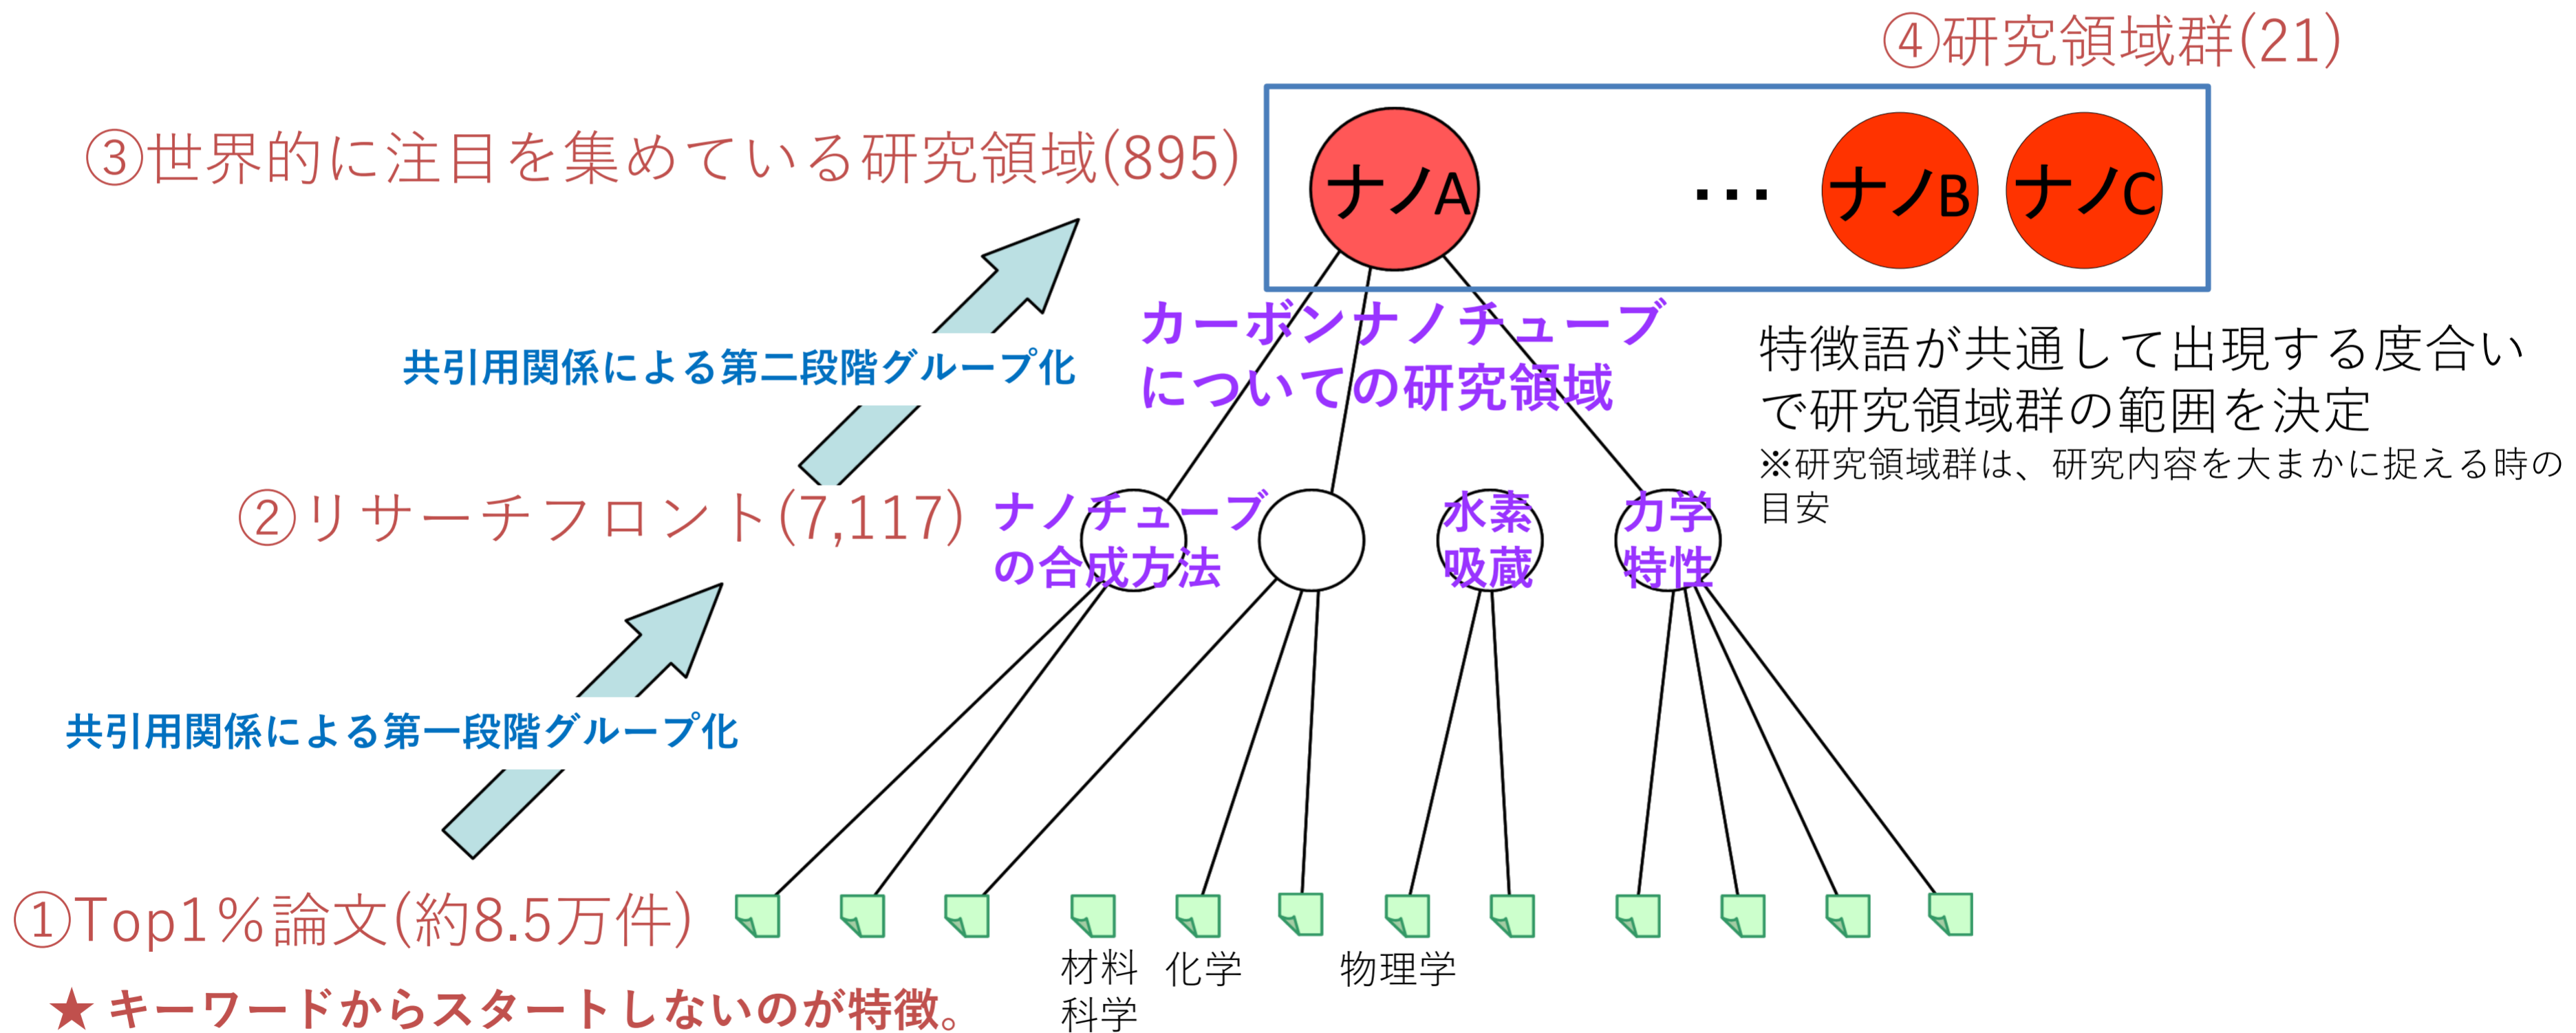 ④研究領域群(21)
③世界的に注目を集めている研究領域(895)
ナノA
…
ナノB
ナノC
共引用関係による第二段階グループ化
カーボンナノチューブ
についての研究領域
特徴語が共通して出現する度合い
で研究領域群の範囲を決定
※研究領域群は、研究内容を大まかに捉える時の
目安
②リサーチフロント(7,117)
ナノチューブ
の合成方法
水素
吸蔵
力学
特性
共引用関係による第一段階グループ化
①Top1%論文(約8.5万件)
材料
科学
化学
物理学
★ キーワードからスタートしないのが特徴。